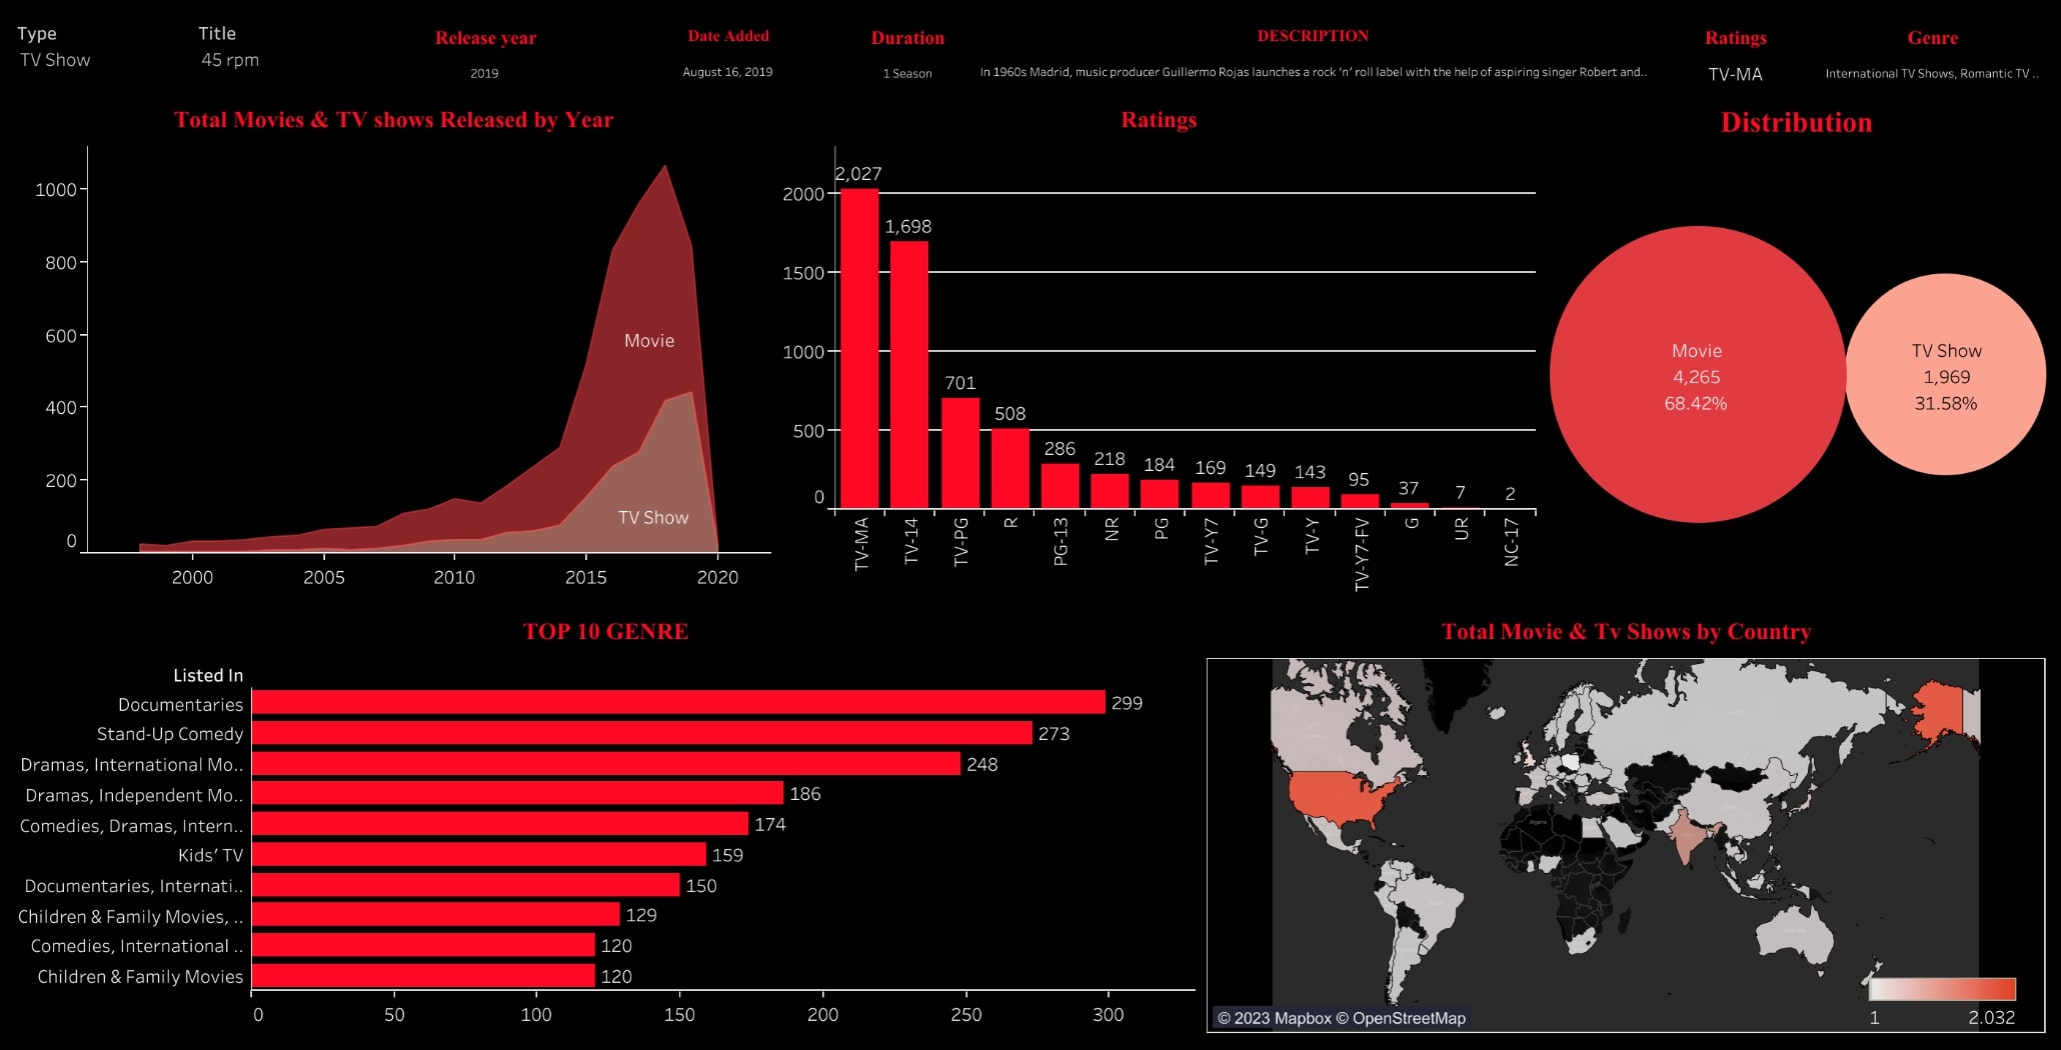 Type
TV Show
Title
45 rpm
Release year
2019
Date Added
August 16, 2019
Duration
1 Season
DESCRIPTION
In 1960s Madrid, music producer Guillermo Rojas launches a rock ’n’ roll label with the help of aspiring singer Robert and..
Ratings
TV-MA
Genre
International TV Shows, Romantic TV ..
Total Movies & TV shows Released by Year
1000
800
600
400
200
0
Movie
TV Show
2000
2005
2010
2015
2020
Ratings
2000
1500
1000
500
0
2,027
1,698
701
508
286
218
184
169
149
143
95
37
7
2
TV-MA
TV-14
TV-PG
R
PG-13
NR
PG
TV-Y7
TV-G
TV-Y
TV-Y7-FV
G
UR
NC-17
Distribution
Movie
4,265
68.42%
TV Show
1,969
31.58%
TOP 10 GENRE
Listed In
Documentaries
299
Stand-Up Comedy
273
Dramas, International Mo..
248
Dramas, Independent Mo..
186
Comedies, Dramas, Intern..
174
Kids’ TV
159
Documentaries, Internati..
150
Children & Family Movies, ..
129
Comedies, International ..
120
Children & Family Movies
120
0
50
100
150
200
250
300
Total Movie & Tv Shows by Country
© 2023 Mapbox © OpenStreetMap
1
2.032